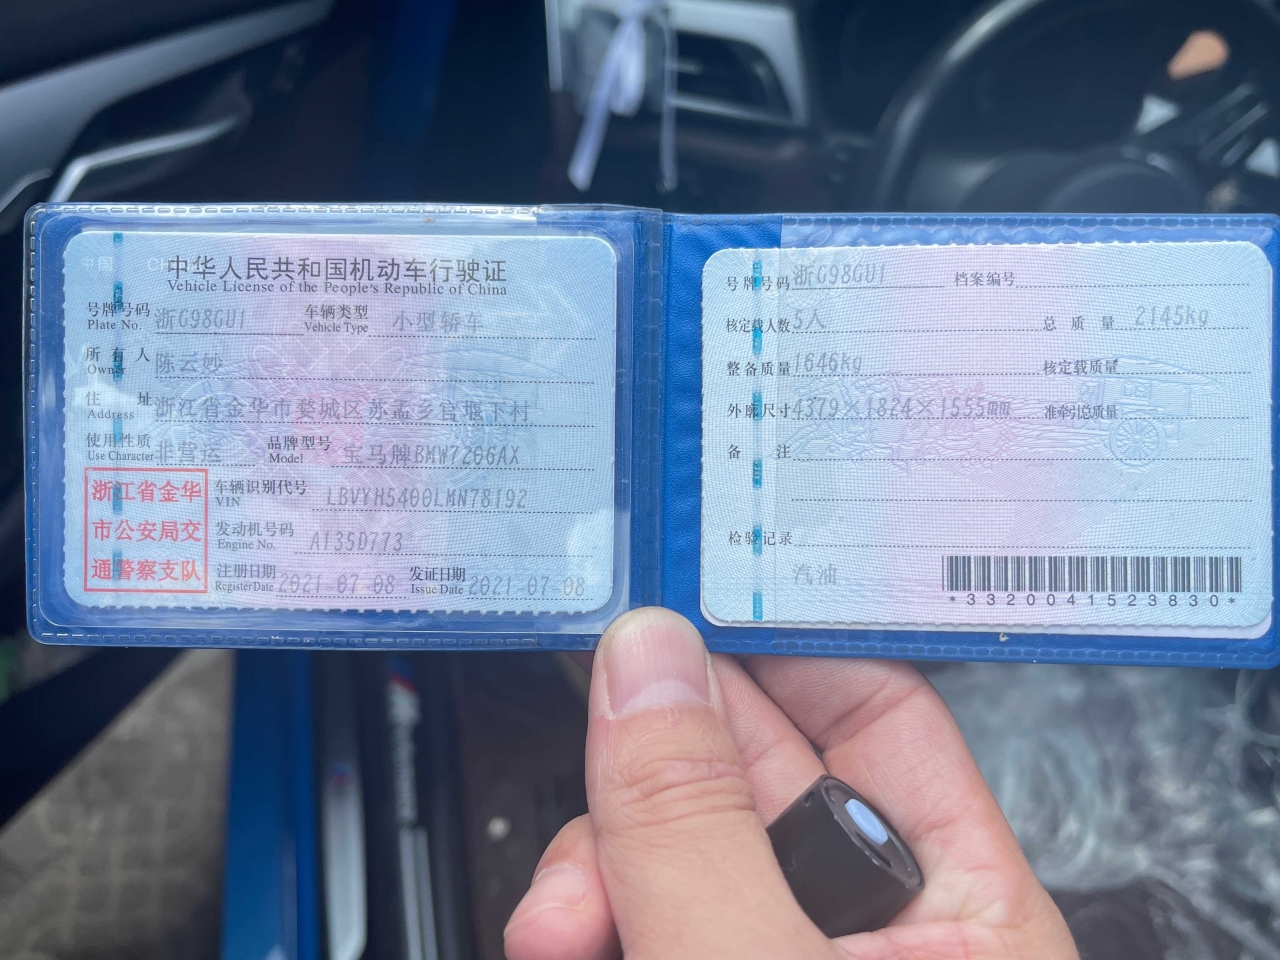 中国 CHI
中华人民共和国机动车行驶证
Vehicle License of the People's Republic of China
号牌号码 浙G98GU1 车辆类型 小型轿车
Plate No. Vehicle Type
所有人 陈云妙
Owner
住址 浙江省金华市婺城区苏孟乡官堰下村
Address
使用性质 非营运 品牌型号 宝马牌BMW7206AX
Use Character Model
浙江省金华
市公安局交
通警察支队
车辆识别代号 LBVYH5400LMN78192
VIN
发动机号码 A135D773
Engine No.
注册日期 2021-07-08 发证日期 2021-07-08
Register Date Issue Date
号牌号码 浙G98GU1 档案编号
核定载人数 5人 总质量 2145kg
整备质量 1646kg 核定载质量
外廓尺寸 4379×1824×1555mm 准牵引总质量
备注
检验记录
汽油
*3320041523830*